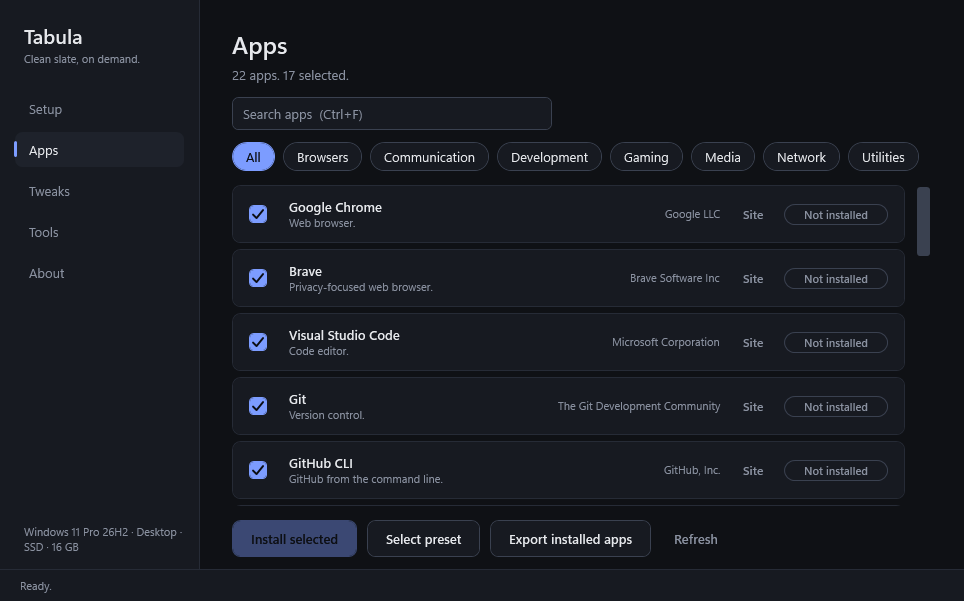 Tabula
Clean slate, on demand.
Setup
Apps
Tweaks
Tools
About
Windows 11 Pro 26H2 · Desktop ·
SSD · 16 GB
Apps
22 apps. 17 selected.
Search apps (Ctrl+F)
All Browsers Communication Development Gaming Media Network Utilities
Google Chrome
Web browser.
Google LLC Site Not installed
Brave
Privacy-focused web browser.
Brave Software Inc Site Not installed
Visual Studio Code
Code editor.
Microsoft Corporation Site Not installed
Git
Version control.
The Git Development Community Site Not installed
GitHub CLI
GitHub from the command line.
GitHub, Inc. Site Not installed
Install selected Select preset Export installed apps Refresh
Ready.